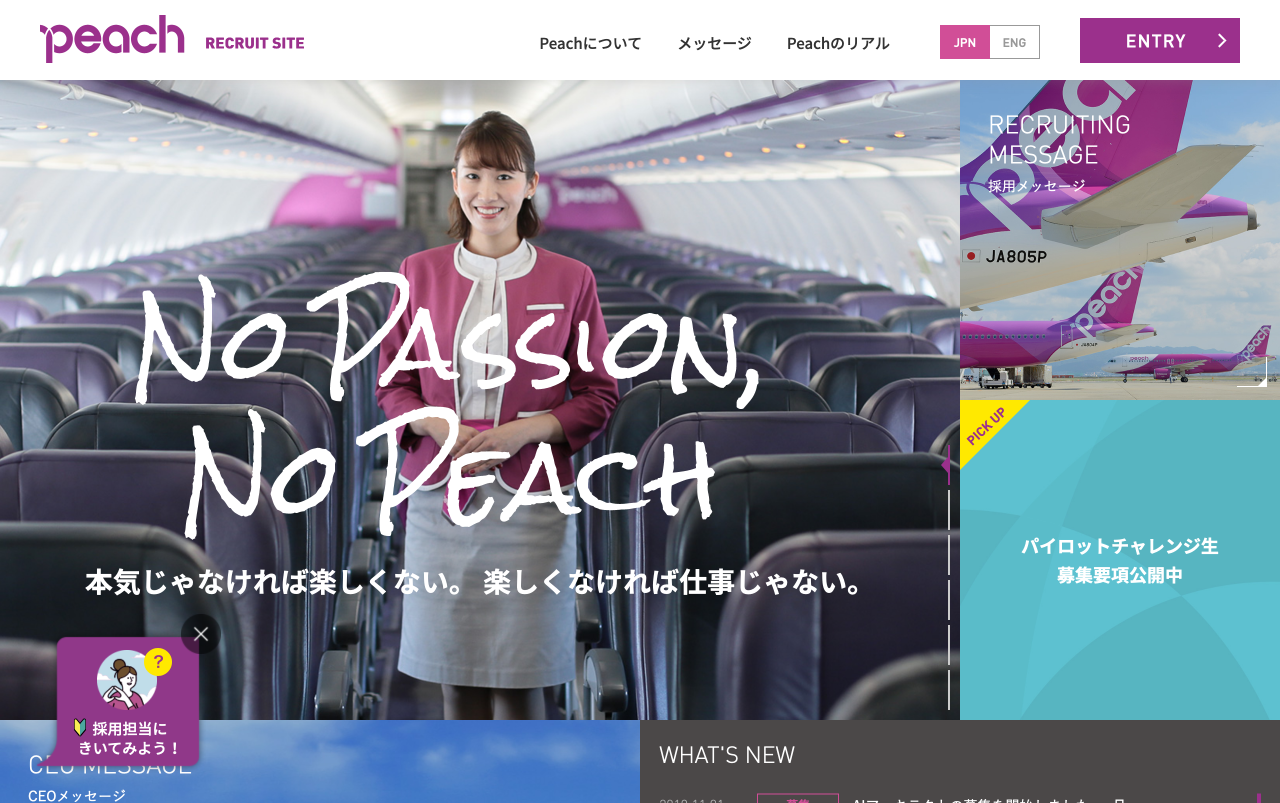 peach RECRUIT SITE
Peachについて メッセージ Peachのリアル
JPN ENG
ENTRY
RECRUITING
MESSAGE
採用メッセージ
peach
JA805P
peach
peach
NO PASSION,
NO PEACH
本気じゃなければ楽しくない。 楽しくなければ仕事じゃない。
PICK UP
パイロットチャレンジ生
募集要項公開中
?
採用担当に
きいてみよう！
CEO MESSAGE
CEOメッセージ
WHAT'S NEW